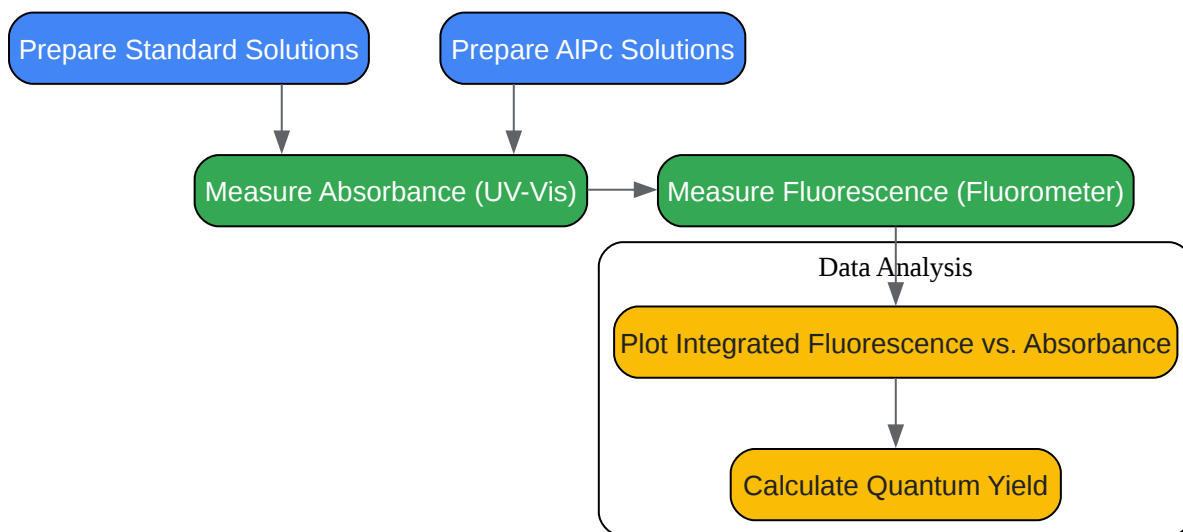 Prepare Standard Solutions
Prepare AlPc Solutions
Measure Absorbance (UV-Vis)
Measure Fluorescence (Fluorometer)
Data Analysis
Plot Integrated Fluorescence vs. Absorbance
Calculate Quantum Yield